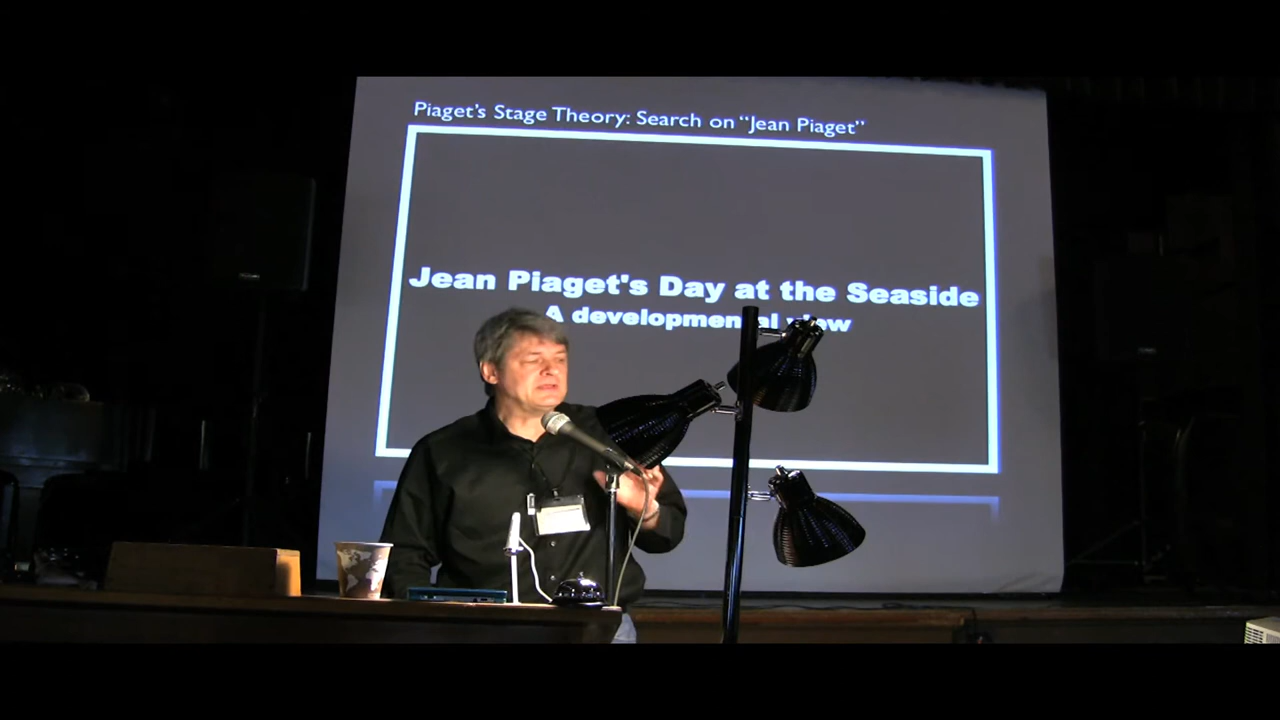 Piaget's Stage Theory: Search on “Jean Piaget”
Jean Piaget's Day at the Seaside
A developmental view